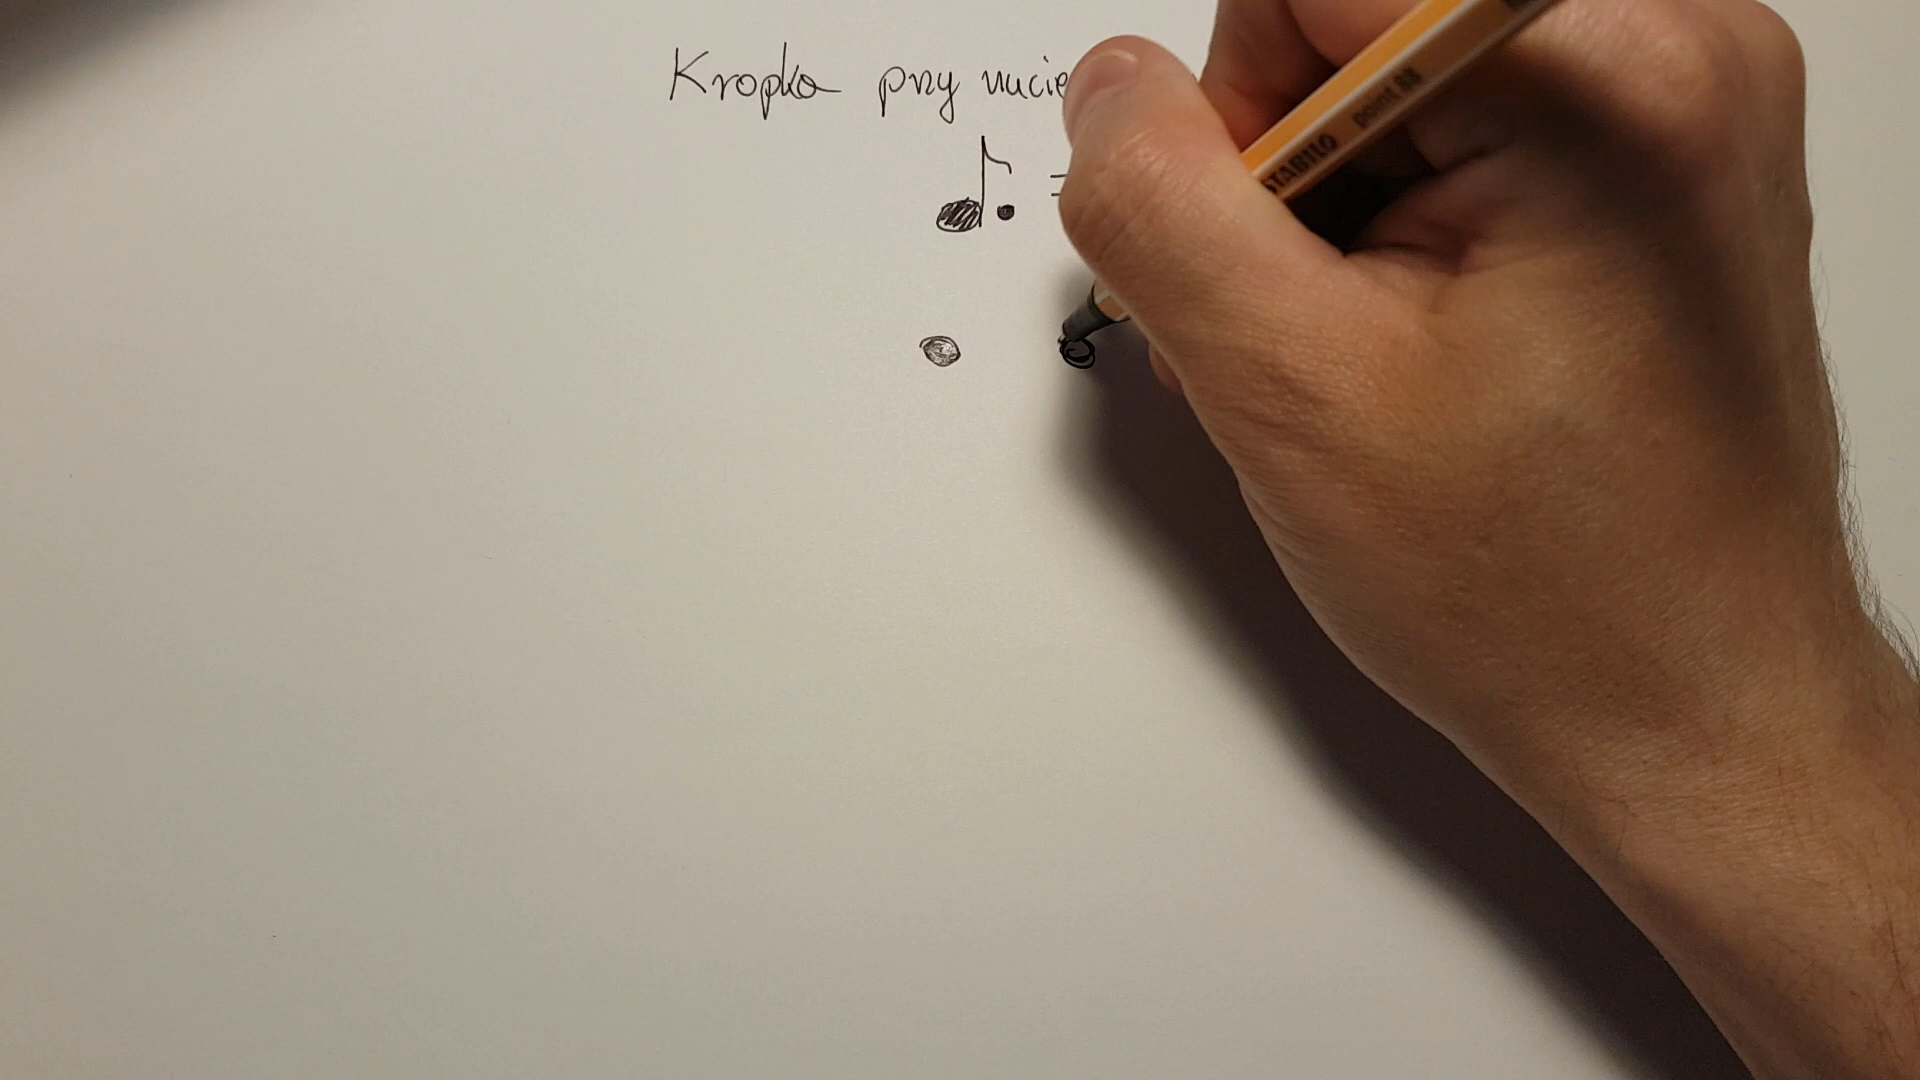 Kropka przy nucie
=
STABILO point 88